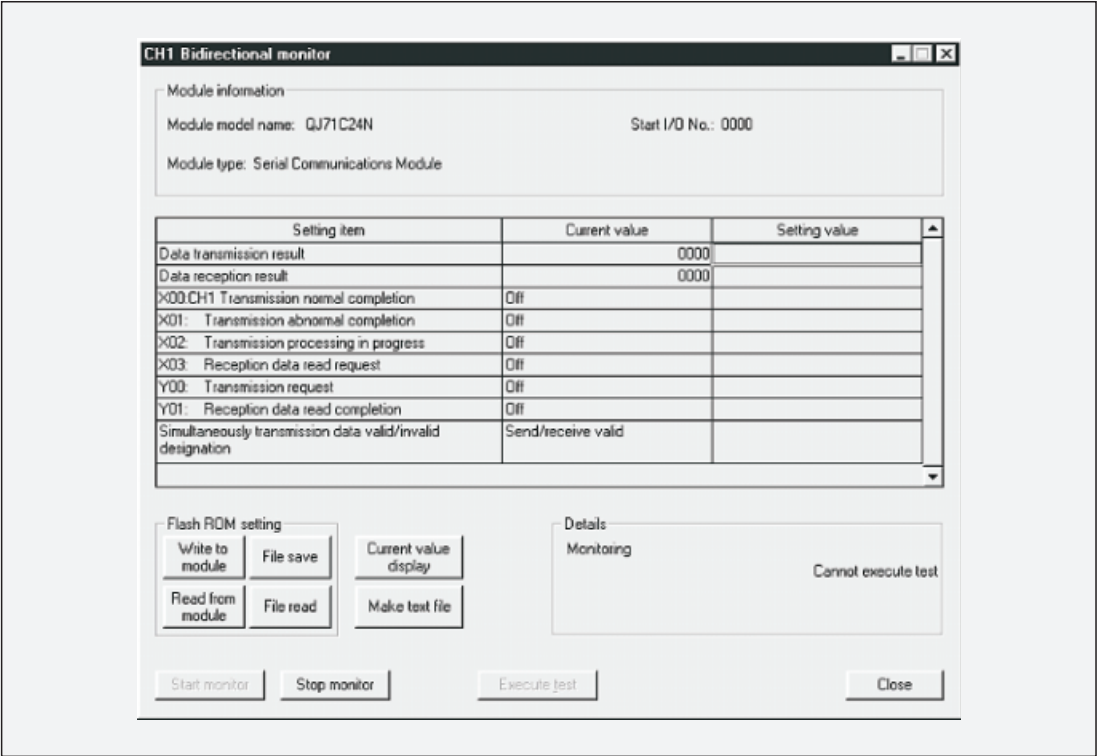 CH1 Bidirectional monitor
Module information
Module model name: QJ71C24N Start I/O No.: 0000
Module type: Serial Communications Module
Setting item Current value Setting value
Data transmission result 0000
Data reception result 0000
X00:CH1 Transmission normal completion Off
X01: Transmission abnormal completion Off
X02: Transmission processing in progress Off
X03: Reception data read request Off
Y00: Transmission request Off
Y01: Reception data read completion Off
Simultaneously transmission data valid/invalid Send/receive valid
designation
Flash ROM setting
Write to
module
File save
Current value
display
Read from
module
File read
Make text file
Details
Monitoring
Cannot execute test
Start monitor
Stop monitor
Execute test
Close